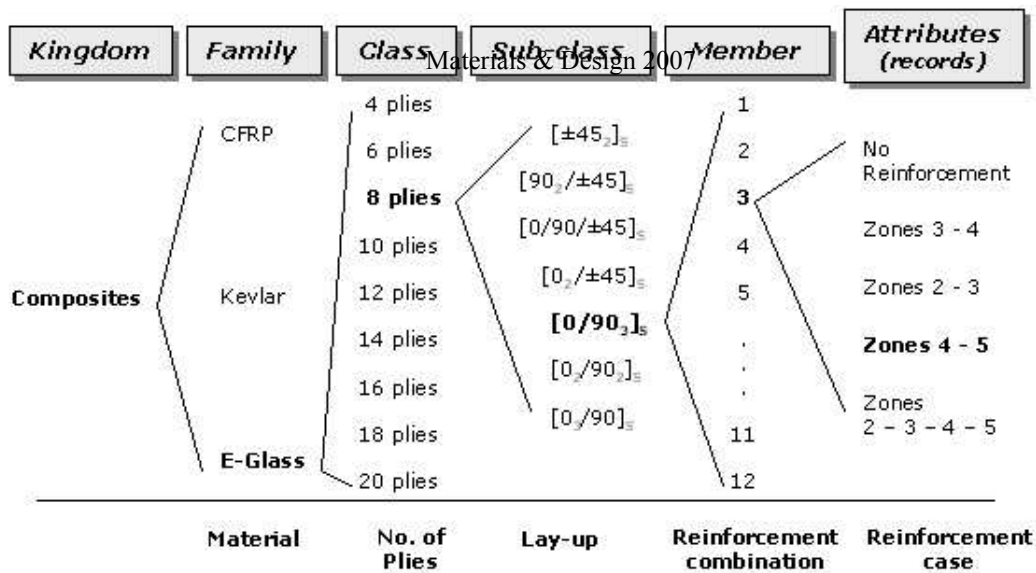 Kingdom
Family
Class
Sub-class
Member
Attributes
(records)
Materials & Design 2007
Composites
CFRP
Kevlar
E-Glass
4 plies
6 plies
8 plies
10 plies
12 plies
14 plies
16 plies
18 plies
20 plies
[±45₂]ₛ
[90₂/±45]ₛ
[0/90/±45]ₛ
[0₂/±45]ₛ
[0/90₃]ₛ
[0₂/90₂]ₛ
[0₃/90]ₛ
1
2
3
4
5
.
.
.
11
12
No
Reinforcement
Zones 3 - 4
Zones 2 - 3
Zones 4 - 5
Zones
2 - 3 - 4 - 5
Material
No. of
Plies
Lay-up
Reinforcement
combination
Reinforcement
case